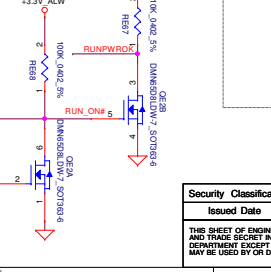 +3.3V_ALW
RE67
10K_0402_5%
RUNPWROK
2
RE68
100K_0402_5%
1
3
QE2B
DMN65D8LDW-7_SOT363-6
RUN_ON#
5
4
6
QE2A
DMN65D8LDW-7_SOT363-6
2
1
Security Classifica
Issued Date
THIS SHEET OF ENGIN
AND TRADE SECRET IN
DEPARTMENT EXCEPT
MAY BE USED BY OR D